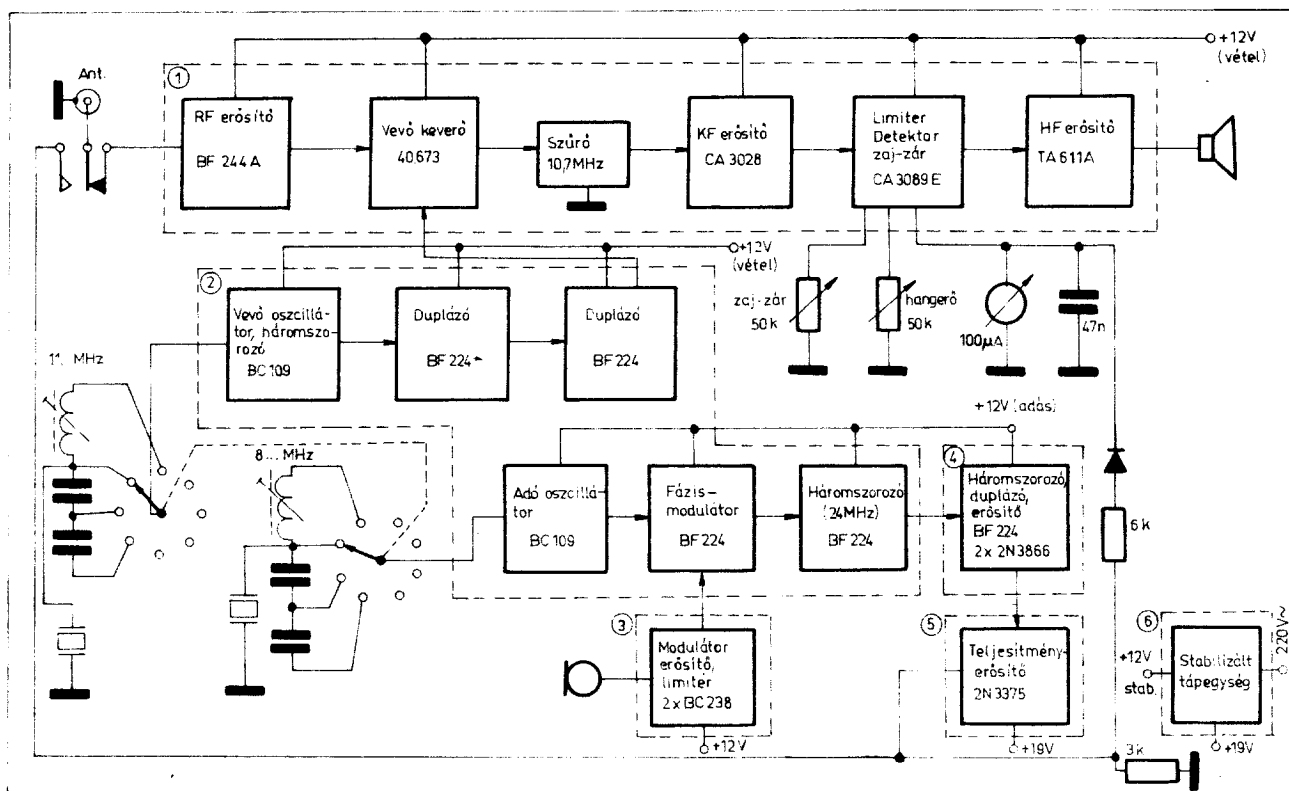 +12V
(vétel)
Ant.
1
RF erősítő
BF 244A
Vevő keverő
40673
Szűrő
10,7MHz
KF erősítő
CA 3028
Limiter
Detektor
zaj-zár
CA 3089 E
HF erősítő
TA 611A
+12V
(vétel)
2
Vevő oszcillá-
tor, háromszo-
rozó
BC 109
Duplázó
BF 224
Duplázó
BF 224
zaj-zár
50k
hangerő
50k
100µA
47n
11. MHz
+12V (adás)
8... MHz
Adó oszcillá-
tor
BC 109
Fázis-
modulátor
BF 224
Háromszorozó
(24MHz)
BF 224
4
Háromszorozó,
duplázó,
erősítő
BF 224
2 x 2N3866
6k
3
Modulátor
erősítő,
limiter
2 x BC 238
+12V
5
Teljesítmény-
erősítő
2N 3375
+19V
6
220V~
+12V
stab.
Stabilizált
tápegység
+19V
3k